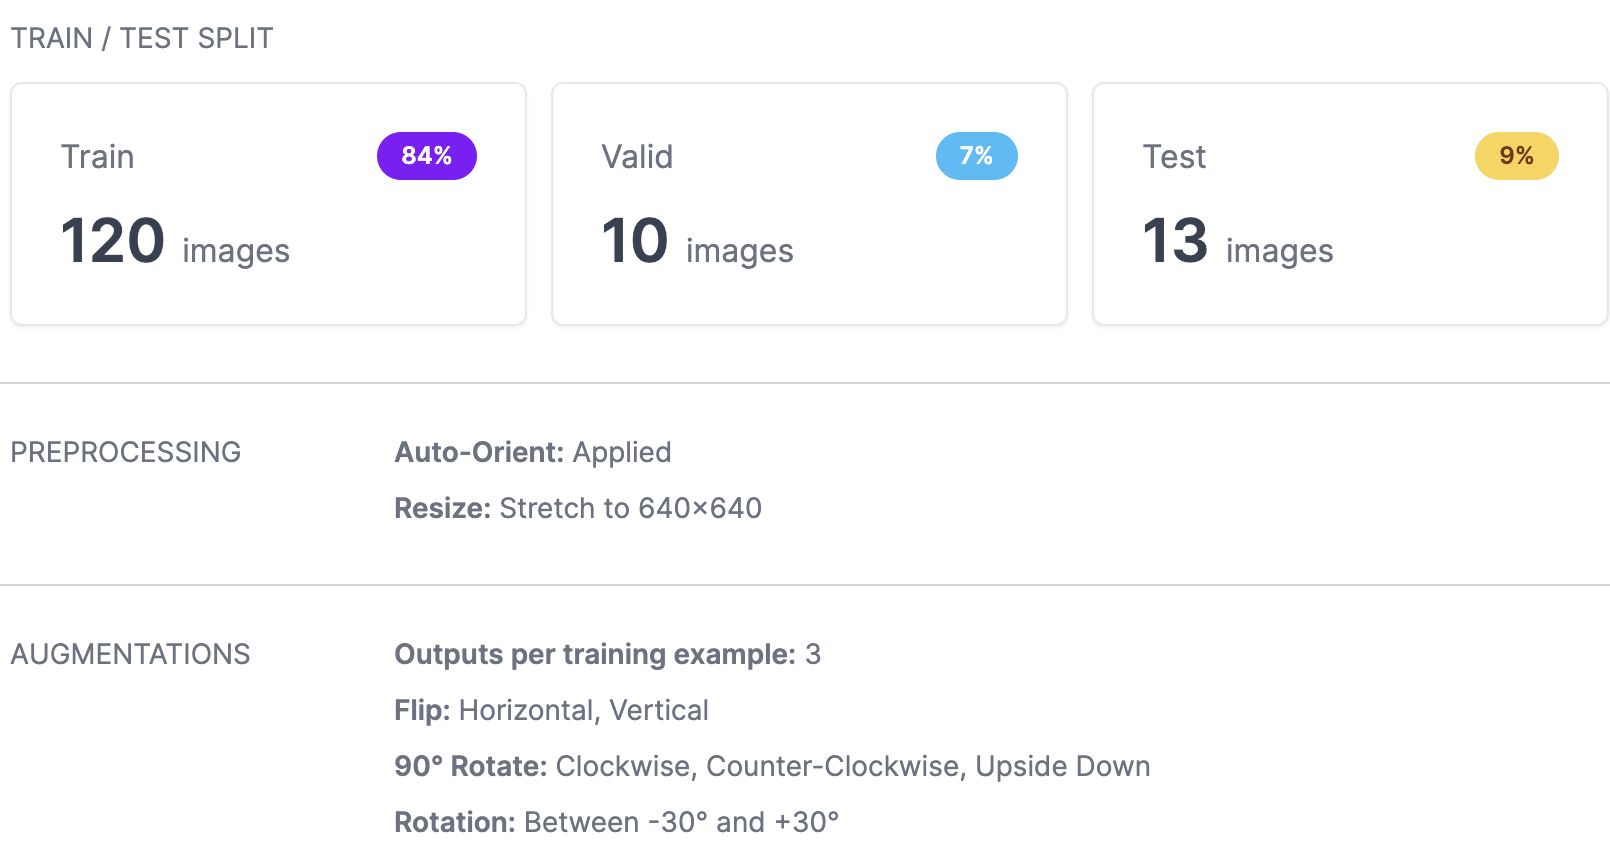 TRAIN / TEST SPLIT
Train 84%
120 images
Valid 7%
10 images
Test 9%
13 images
PREPROCESSING
Auto-Orient: Applied
Resize: Stretch to 640×640
AUGMENTATIONS
Outputs per training example: 3
Flip: Horizontal, Vertical
90° Rotate: Clockwise, Counter-Clockwise, Upside Down
Rotation: Between -30° and +30°